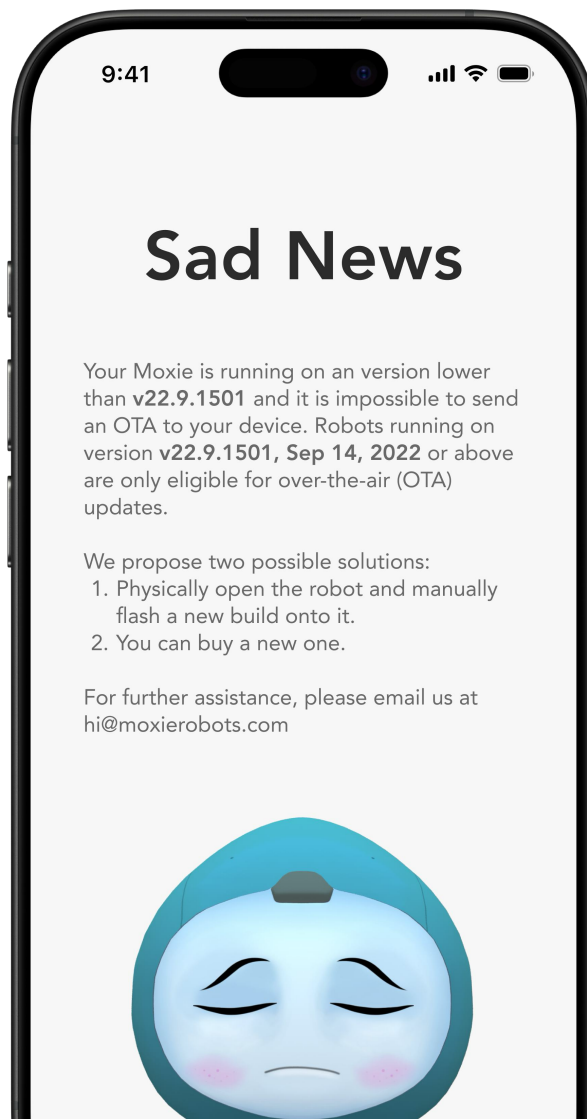 9:41
Sad News
Your Moxie is running on an version lower
than v22.9.1501 and it is impossible to send
an OTA to your device. Robots running on
version v22.9.1501, Sep 14, 2022 or above
are only eligible for over-the-air (OTA)
updates.
We propose two possible solutions:
1. Physically open the robot and manually
flash a new build onto it.
2. You can buy a new one.
For further assistance, please email us at
hi@moxierobots.com